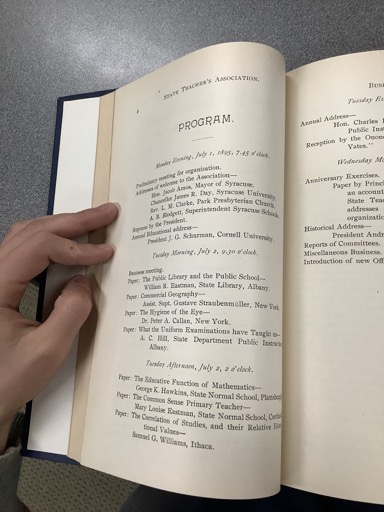 4
STATE TEACHER'S ASSOCIATION.
PROGRAM.
Monday Evening, July 1, 1895, 7-45 o'clock.
Preliminary meeting for organization.
Addresses of welcome to the Association—
Hon. Jacob Amos, Mayor of Syracuse.
Chancellor James R. Day, Syracuse University.
Rev. L. M. Clarke, Park Presbyterian Church.
A. B. Blodgett, Superintendent Syracuse Schools.
Response by the President.
Annual Educational address—
President J. G. Schurman, Cornell University.
Tuesday Morning, July 2, 9.30 o'clock.
Business meeting.
Paper: The Public Library and the Public School—
William R. Eastman, State Library, Albany.
Paper: Commercial Geography—
Assist. Supt. Gustave Straubenmüller, New York
Paper: The Hygiene of the Eye—
Dr. Peter A. Callan, New York.
Paper: What the Uniform Examinations have Taught
A. C. Hill, State Department Public
Albany.
Tuesday Afternoon, July 2, 2 o'clock.
Paper: The Educative Function of Mathematics—
George K. Hawkins, State Normal School,
Paper: The Common Sense Primary Teacher—
Mary Louise Eastman, State Normal School,
Paper: The Correlation of Studies, and their Relative
tional Values—
Samuel G. Williams, Ithaca.
Tuesday
Annual Address—
Hon. Charles
Public
Reception by the
Yates."
Wednesday
Anniversary Exercises.
Paper by
an account
State
addresses
organization
Historical Address—
President
Reports of Committees.
Miscellaneous Business.
Introduction of new